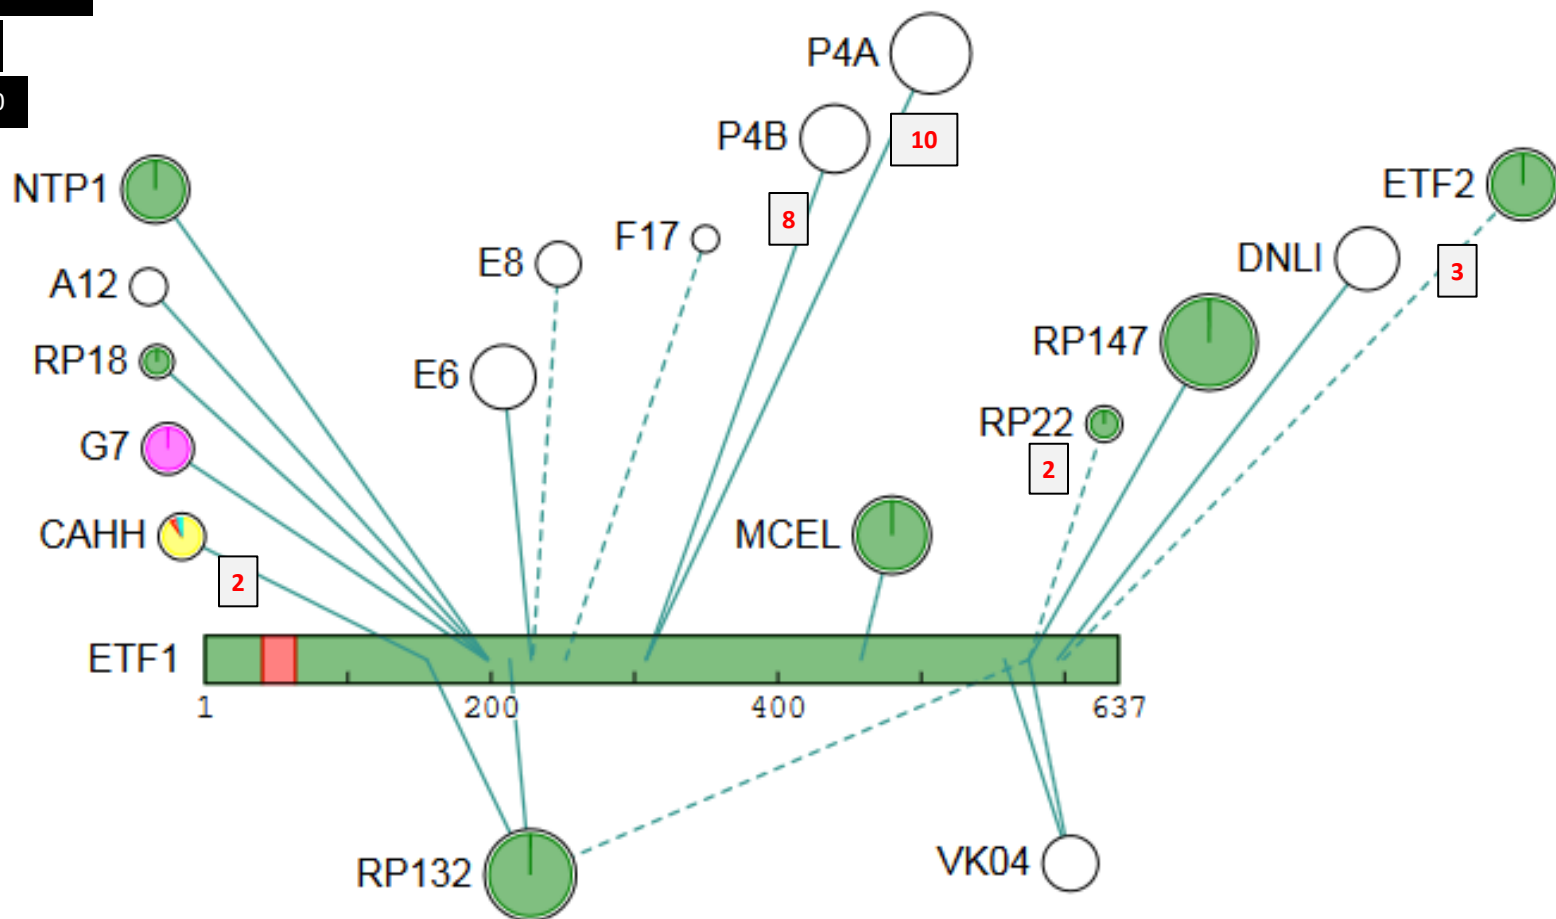 P4A
P4B
10
0
NTP1
ETF2
8
F17
E8
DNLI
3
A12
RP147
RP18
E6
RP22
G7
2
CAHH
MCEL
2
ETF1
1
200
400
637
RP132
VK04